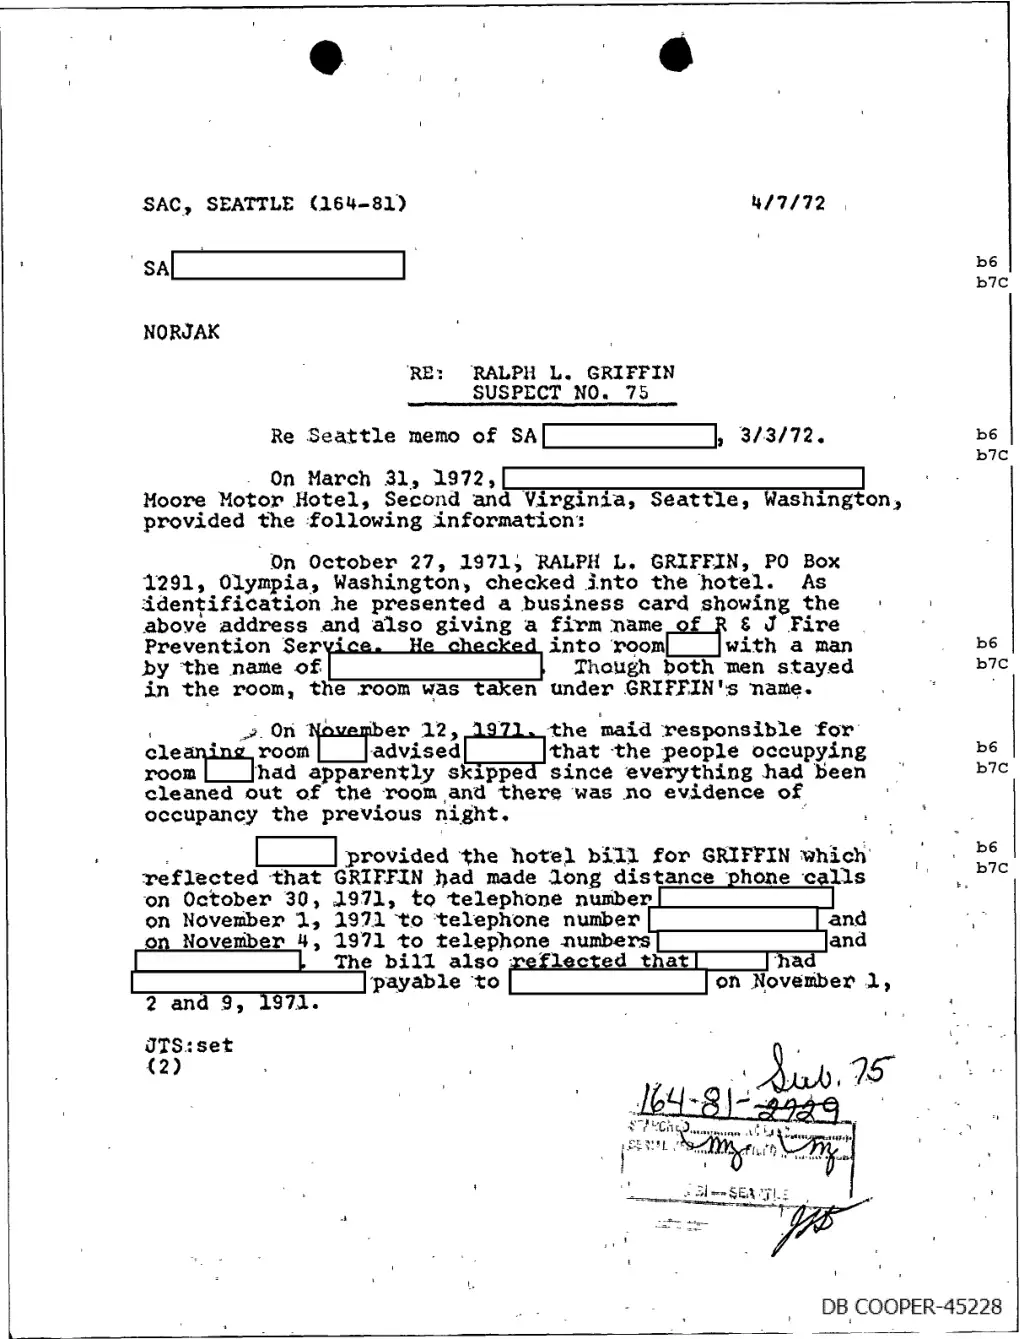 SAC, SEATTLE (164-81) 4/7/72
SA b6
b7C
NORJAK
RE: RALPH L. GRIFFIN
SUSPECT NO. 75
Re Seattle memo of SA , 3/3/72. b6
b7C
On March 31, 1972,
Moore Motor Hotel, Second and Virginia, Seattle, Washington,
provided the following information:
On October 27, 1971, RALPH L. GRIFFIN, PO Box
1291, Olympia, Washington, checked into the hotel. As
identification he presented a business card showing the
above address and also giving a firm name of R & J Fire
Prevention Service. He checked into room with a man b6
by the name of . Though both men stayed b7C
in the room, the room was taken under GRIFFIN's name.
On November 12, 1971, the maid responsible for
cleaning room advised that the people occupying b6
room had apparently skipped since everything had been b7C
cleaned out of the room and there was no evidence of
occupancy the previous night.
provided the hotel bill for GRIFFIN which b6
reflected that GRIFFIN had made long distance phone calls b7C
on October 30, 1971, to telephone number
on November 1, 1971 to telephone number and
on November 4, 1971 to telephone numbers and
. The bill also reflected that had
payable to on November 1,
2 and 9, 1971.
JTS:set
(2)
Sub. 75
164-81-2729
SEATTLE
DB COOPER-45228